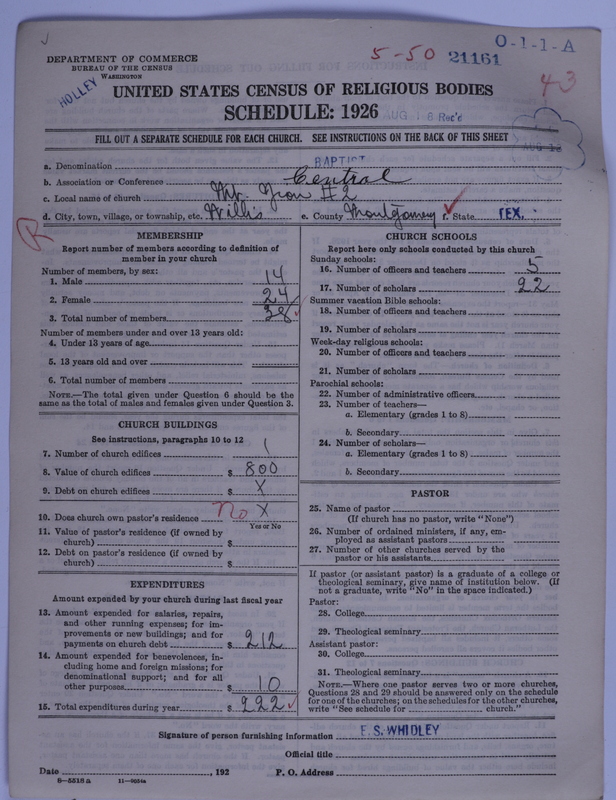 5-50 21161 O-1-1-A
DEPARTMENT OF COMMERCE
BUREAU OF THE CENSUS
WASHINGTON
HOLLEY
43
UNITED STATES CENSUS OF RELIGIOUS BODIES
SCHEDULE: 1926
AUG 16 Rec'd
FILL OUT A SEPARATE SCHEDULE FOR EACH CHURCH. SEE INSTRUCTIONS ON THE BACK OF THIS SHEET
a. Denomination BAPTIST
b. Association or Conference Central
c. Local name of church Mt. Zion #2
d. City, town, village, or township, etc. Willis e. County Montgomery f. State TEX.
R
MEMBERSHIP
Report number of members according to definition of
member in your church
Number of members, by sex:
1. Male 14
2. Female 24
3. Total number of members 38
Number of members under and over 13 years old:
4. Under 13 years of age
5. 13 years old and over
6. Total number of members
NOTE.—The total given under Question 6 should be the
same as the total of males and females given under Question 3.
CHURCH BUILDINGS
See instructions, paragraphs 10 to 12
7. Number of church edifices 1
8. Value of church edifices $ 800
9. Debt on church edifices $ X
10. Does church own pastor's residence No X
Yes or No
11. Value of pastor's residence (if owned by
church) $
12. Debt on pastor's residence (if owned by
church) $
EXPENDITURES
Amount expended by your church during last fiscal year
13. Amount expended for salaries, repairs,
and other running expenses; for im-
provements or new buildings; and for
payments on church debt $ 212
14. Amount expended for benevolences, in-
cluding home and foreign missions; for
denominational support; and for all
other purposes $ 10
15. Total expenditures during year $ 222
CHURCH SCHOOLS
Report here only schools conducted by this church
Sunday schools:
16. Number of officers and teachers 5
17. Number of scholars 22
Summer vacation Bible schools:
18. Number of officers and teachers
19. Number of scholars
Week-day religious schools:
20. Number of officers and teachers
21. Number of scholars
Parochial schools:
22. Number of administrative officers
23. Number of teachers—
a. Elementary (grades 1 to 8)
b. Secondary
24. Number of scholars—
a. Elementary (grades 1 to 8)
b. Secondary
PASTOR
25. Name of pastor
(If church has no pastor, write "None")
26. Number of ordained ministers, if any, em-
ployed as assistant pastors
27. Number of other churches served by the
pastor or his assistants
If pastor (or assistant pastor) is a graduate of a college or
theological seminary, give name of institution below. (If
not a graduate, write "No" in the space indicated.)
Pastor:
28. College
29. Theological seminary
Assistant pastor:
30. College
31. Theological seminary
NOTE.—Where one pastor serves two or more churches,
Questions 28 and 29 should be answered only on the schedule
for one of the churches; on the schedules for the other churches,
write "See schedule for church."
Signature of person furnishing information E. S. WHIDLEY
Official title
Date , 192 P. O. Address
8-5516a 11-9034a